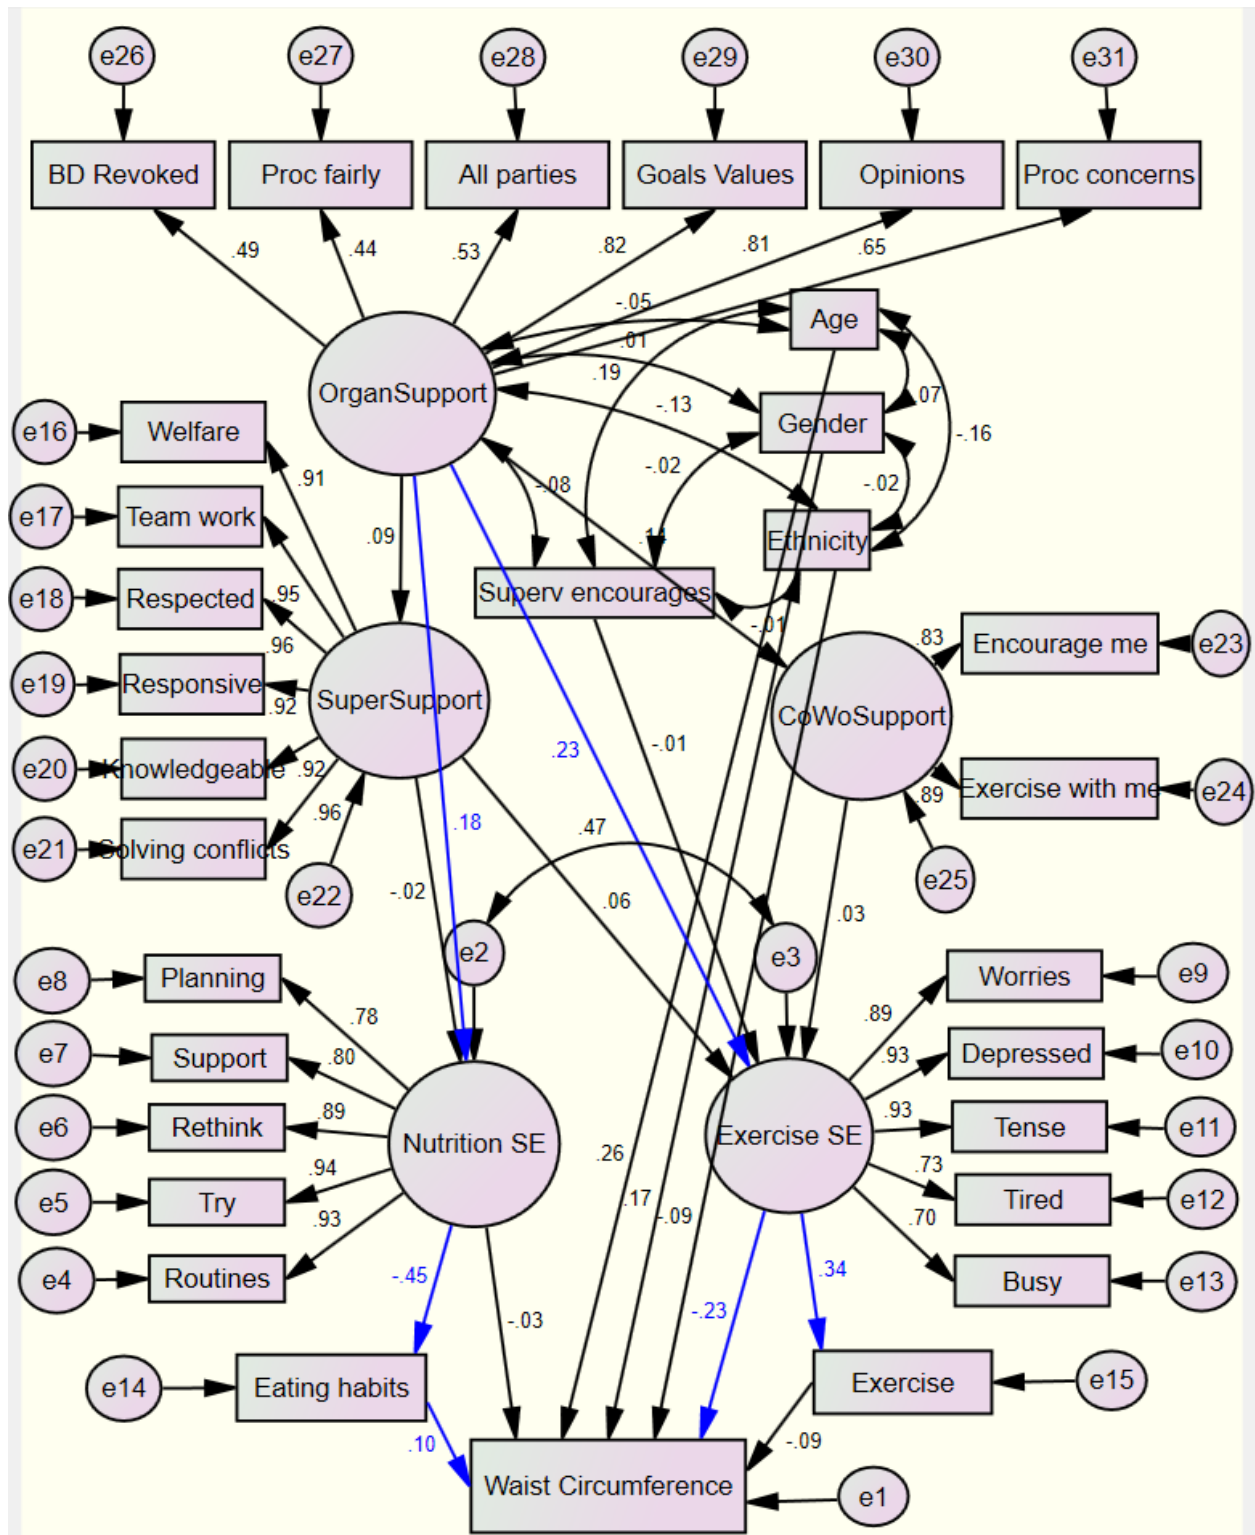 e26
e27
e28
e29
e30
e31
BD Revoked
Proc fairly
All parties
Goals Values
Opinions
Proc concerns
.49
.44
.53
.82
.81
.65
-.05
Age
.01
.19
OrganSupport
.07
-.13
Gender
-.16
e16
Welfare
-.02
.91
-.08
-.02
e17
Team work
.09
.14
Ethnicity
e18
Respected
.95
Superv encourages
-.01
.96
.83
Encourage me
e23
e19
Responsive
.92
SuperSupport
CoWoSupport
-.01
.23
e20
Knowledgeable
.92
Exercise with me
e24
.89
.96
.18
.47
e21
Solving conflicts
e22
e25
-.02
.06
.03
e2
e3
e8
Planning
Worries
e9
.78
.89
e7
Support
.80
.93
Depressed
e10
e6
Rethink
.89
.93
Tense
e11
Nutrition SE
Exercise SE
.94
.26
.73
e5
Try
.17
-.09
Tired
e12
.93
.70
e4
Routines
-.45
.34
Busy
e13
-.03
-.23
e14
Eating habits
Exercise
e15
.10
-.09
Waist Circumference
e1